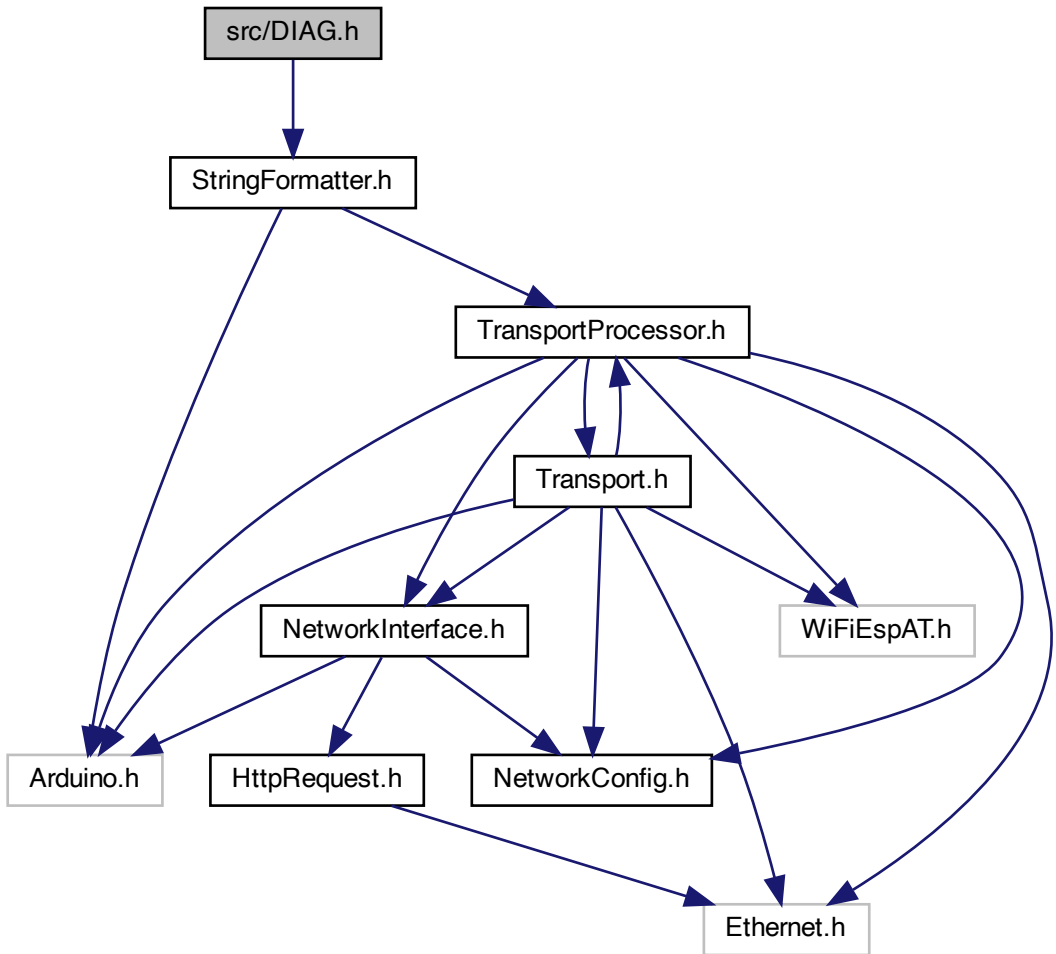 src/DIAG.h
StringFormatter.h
TransportProcessor.h
Transport.h
NetworkInterface.h
WiFiEspAT.h
Arduino.h
HttpRequest.h
NetworkConfig.h
Ethernet.h